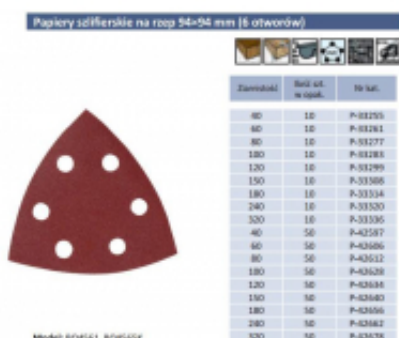 Papiery szlifierskie na rzep 94×94 mm (6 otworów)
Ziarnistość Ilość szt. w opak. Nr kat.
40 10 P-33255
60 10 P-33261
80 10 P-33277
100 10 P-33283
120 10 P-33299
150 10 P-33308
180 10 P-33314
240 10 P-33320
320 10 P-33336
40 50 P-42597
60 50 P-42606
80 50 P-42612
100 50 P-42628
120 50 P-42634
150 50 P-42640
180 50 P-42656
240 50 P-42662
320 50 P-42678